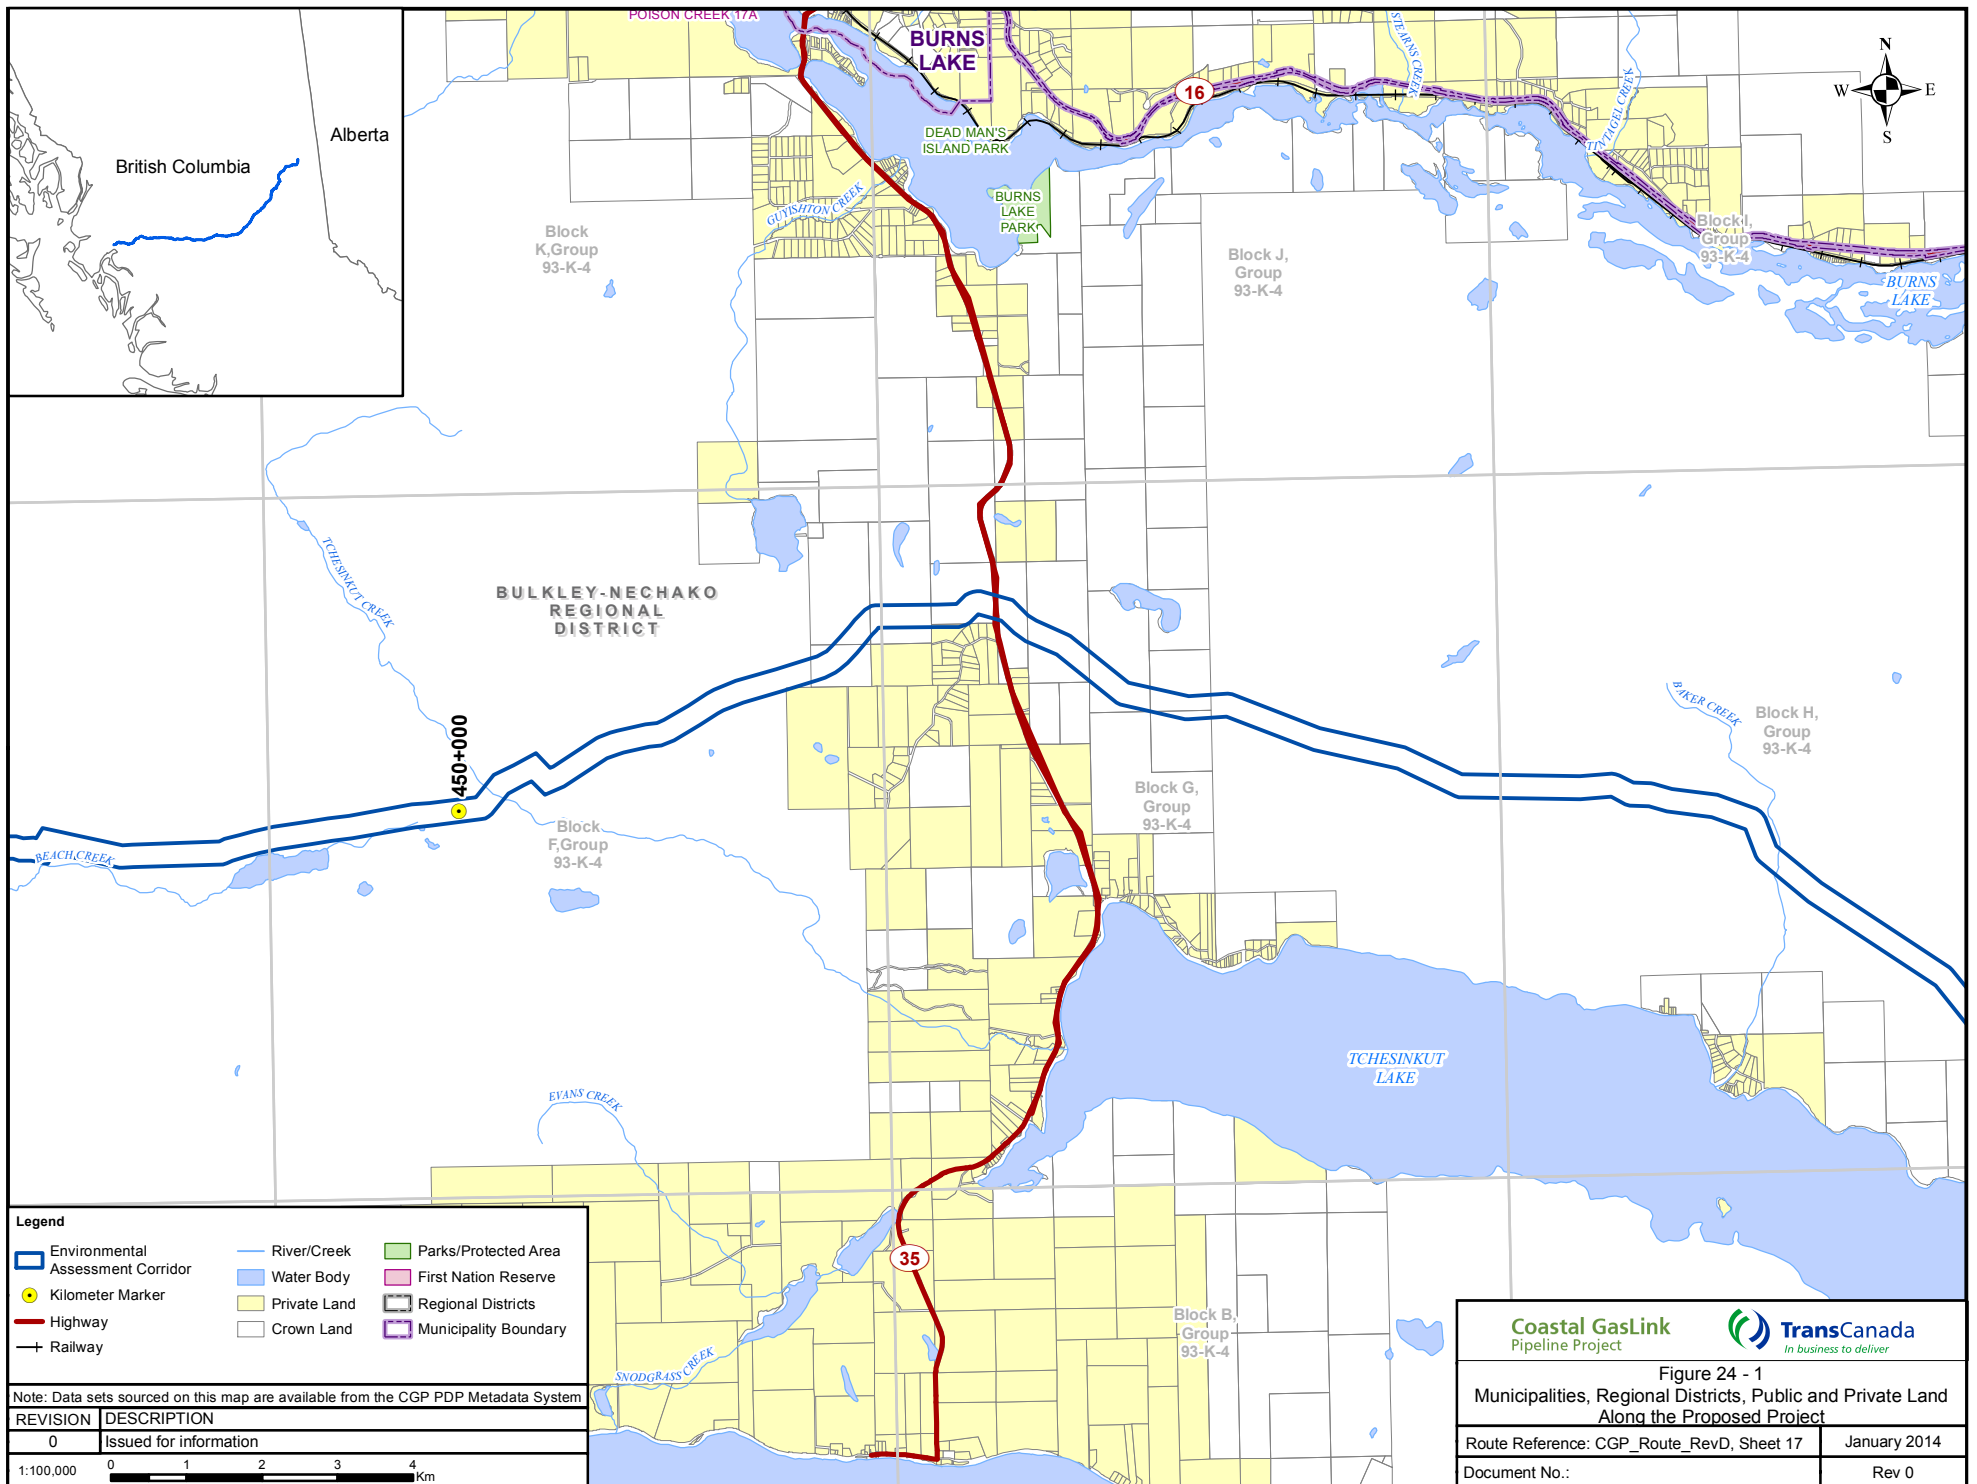 POISON CREEK 17A
BURNS
LAKE
16
STEARNS CREEK
TINTAGEL CREEK
N
W
E
S
Alberta
British Columbia
DEAD MAN'S
ISLAND PARK
BURNS
LAKE
PARK
GUYISHTON CREEK
Block
K,Group
93-K-4
Block J,
Group
93-K-4
Block I,
Group
93-K-4
BURNS
LAKE
TCHESINKUT CREEK
BULKLEY-NECHAKO
REGIONAL
DISTRICT
450+000
BAKER CREEK
Block H,
Group
93-K-4
Block G,
Group
93-K-4
Block
F,Group
93-K-4
BEACH CREEK
TCHESINKUT
LAKE
EVANS CREEK
35
Block B,
Group
93-K-4
SNODGRASS CREEK
Legend
Environmental
Assessment Corridor
Kilometer Marker
Highway
Railway
River/Creek
Water Body
Private Land
Crown Land
Parks/Protected Area
First Nation Reserve
Regional Districts
Municipality Boundary
Note: Data sets sourced on this map are available from the CGP PDP Metadata System
REVISION DESCRIPTION
0 Issued for information
1:100,000 0 1 2 3 4 Km
Coastal GasLink
Pipeline Project
TransCanada
In business to deliver
Figure 24 - 1
Municipalities, Regional Districts, Public and Private Land
Along the Proposed Project
Route Reference: CGP_Route_RevD, Sheet 17 January 2014
Document No.: Rev 0